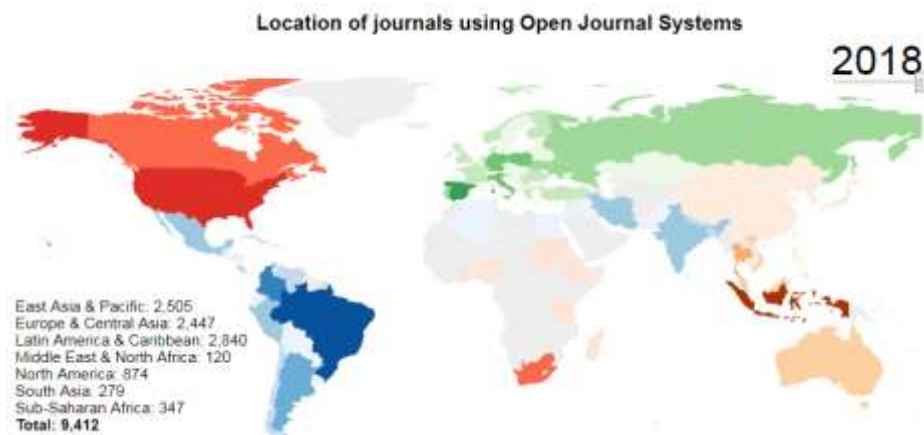 Location of journals using Open Journal Systems
2018
East Asia & Pacific: 2,505
Europe & Central Asia: 2,447
Latin America & Caribbean: 2,840
Middle East & North Africa: 120
North America: 874
South Asia: 279
Sub-Saharan Africa: 347
Total: 9,412